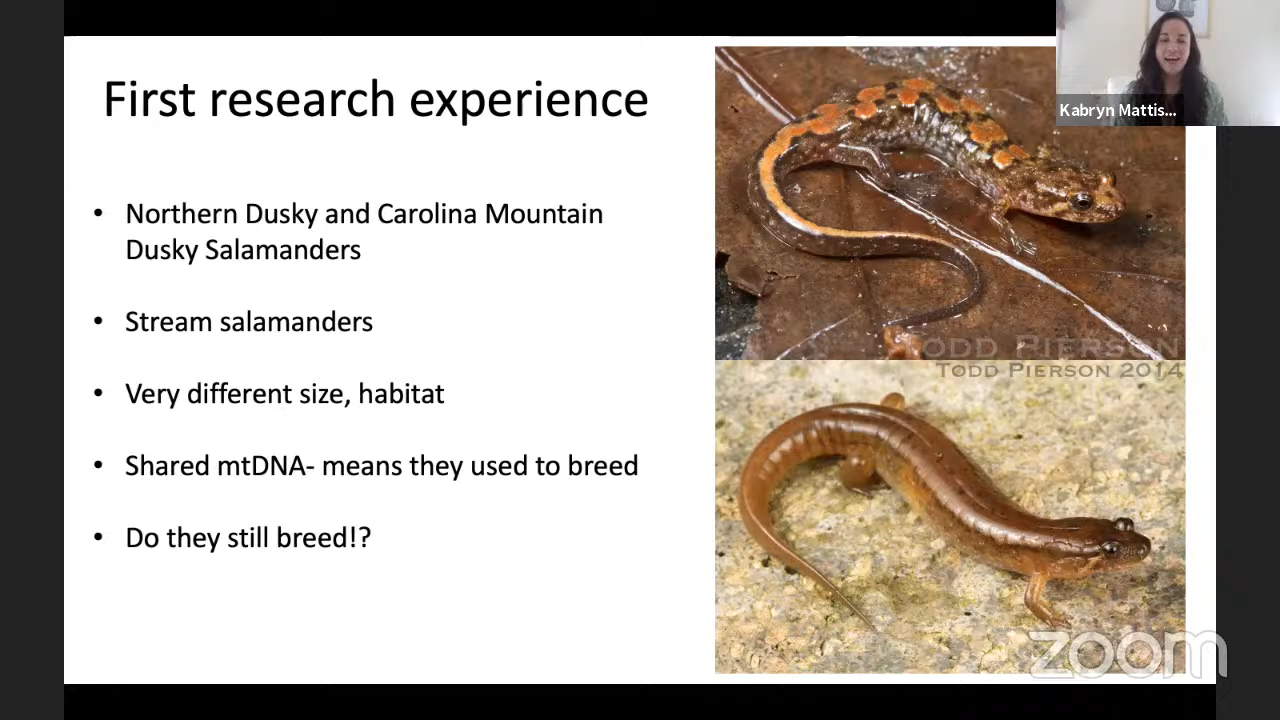 First research experience
• Northern Dusky and Carolina Mountain
Dusky Salamanders
• Stream salamanders
• Very different size, habitat
• Shared mtDNA- means they used to breed
• Do they still breed!?
Kabryn Mattis...
Todd Pierson
Todd Pierson 2014
zoom